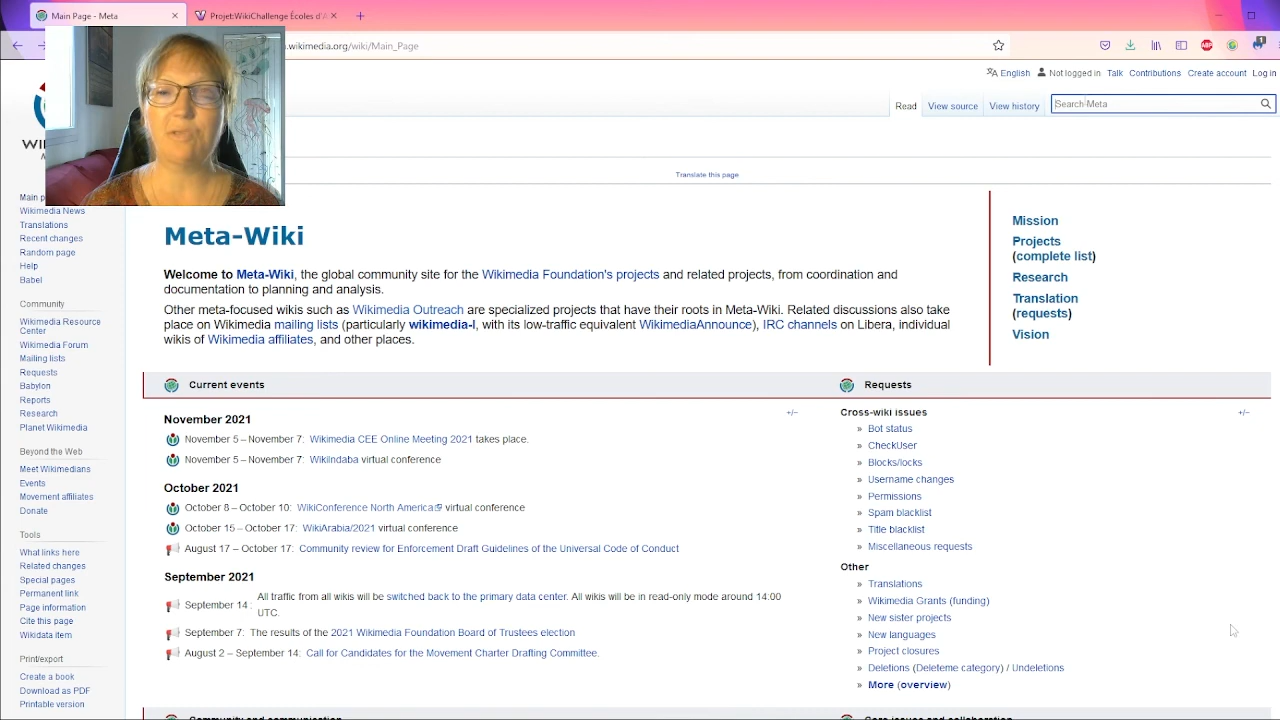 Main Page - Meta
Projet:WikiChallenge Écoles d'A
.wikimedia.org/wiki/Main_Page
English Not logged in Talk Contributions Create account Log in
Read View source View history Search Meta
Translate this page
Main p
Wikimedia News
Translations
Recent changes
Random page
Help
Babel
Community
Wikimedia Resource
Center
Wikimedia Forum
Mailing lists
Requests
Babylon
Reports
Research
Planet Wikimedia
Beyond the Web
Meet Wikimedians
Events
Movement affiliates
Donate
Tools
What links here
Related changes
Special pages
Permanent link
Page information
Cite this page
Wikidata item
Print/export
Create a book
Download as PDF
Printable version
Meta-Wiki
Welcome to Meta-Wiki, the global community site for the Wikimedia Foundation's projects and related projects, from coordination and
documentation to planning and analysis.
Other meta-focused wikis such as Wikimedia Outreach are specialized projects that have their roots in Meta-Wiki. Related discussions also take
place on Wikimedia mailing lists (particularly wikimedia-l, with its low-traffic equivalent WikimediaAnnounce), IRC channels on Libera, individual
wikis of Wikimedia affiliates, and other places.
Mission
Projects
(complete list)
Research
Translation
(requests)
Vision
Current events
+/−
November 2021
November 5 – November 7: Wikimedia CEE Online Meeting 2021 takes place.
November 5 – November 7: WikiIndaba virtual conference
October 2021
October 8 – October 10: WikiConference North America virtual conference
October 15 – October 17: WikiArabia/2021 virtual conference
August 17 – October 17: Community review for Enforcement Draft Guidelines of the Universal Code of Conduct
September 2021
September 14: All traffic from all wikis will be switched back to the primary data center. All wikis will be in read-only mode around 14:00
UTC.
September 7: The results of the 2021 Wikimedia Foundation Board of Trustees election
August 2 – September 14: Call for Candidates for the Movement Charter Drafting Committee.
Requests
+/−
Cross-wiki issues
» Bot status
» CheckUser
» Blocks/locks
» Username changes
» Permissions
» Spam blacklist
» Title blacklist
» Miscellaneous requests
Other
» Translations
» Wikimedia Grants (funding)
» New sister projects
» New languages
» Project closures
» Deletions (Deleteme category) / Undeletions
» More (overview)
Community and communication
Core issues and collaboration